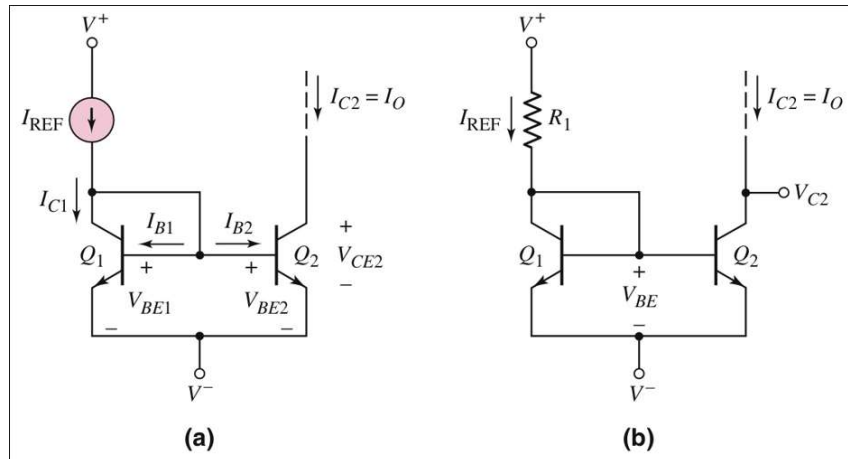 V⁺
I_REF
I_C2 = I_O
I_C1
I_B1
I_B2
Q₁
+
+
Q₂
+
V_CE2
−
V_BE1
V_BE2
−
−
V⁻
(a)
V⁺
I_REF
R₁
I_C2 = I_O
V_C2
Q₁
+
V_BE
−
Q₂
V⁻
(b)